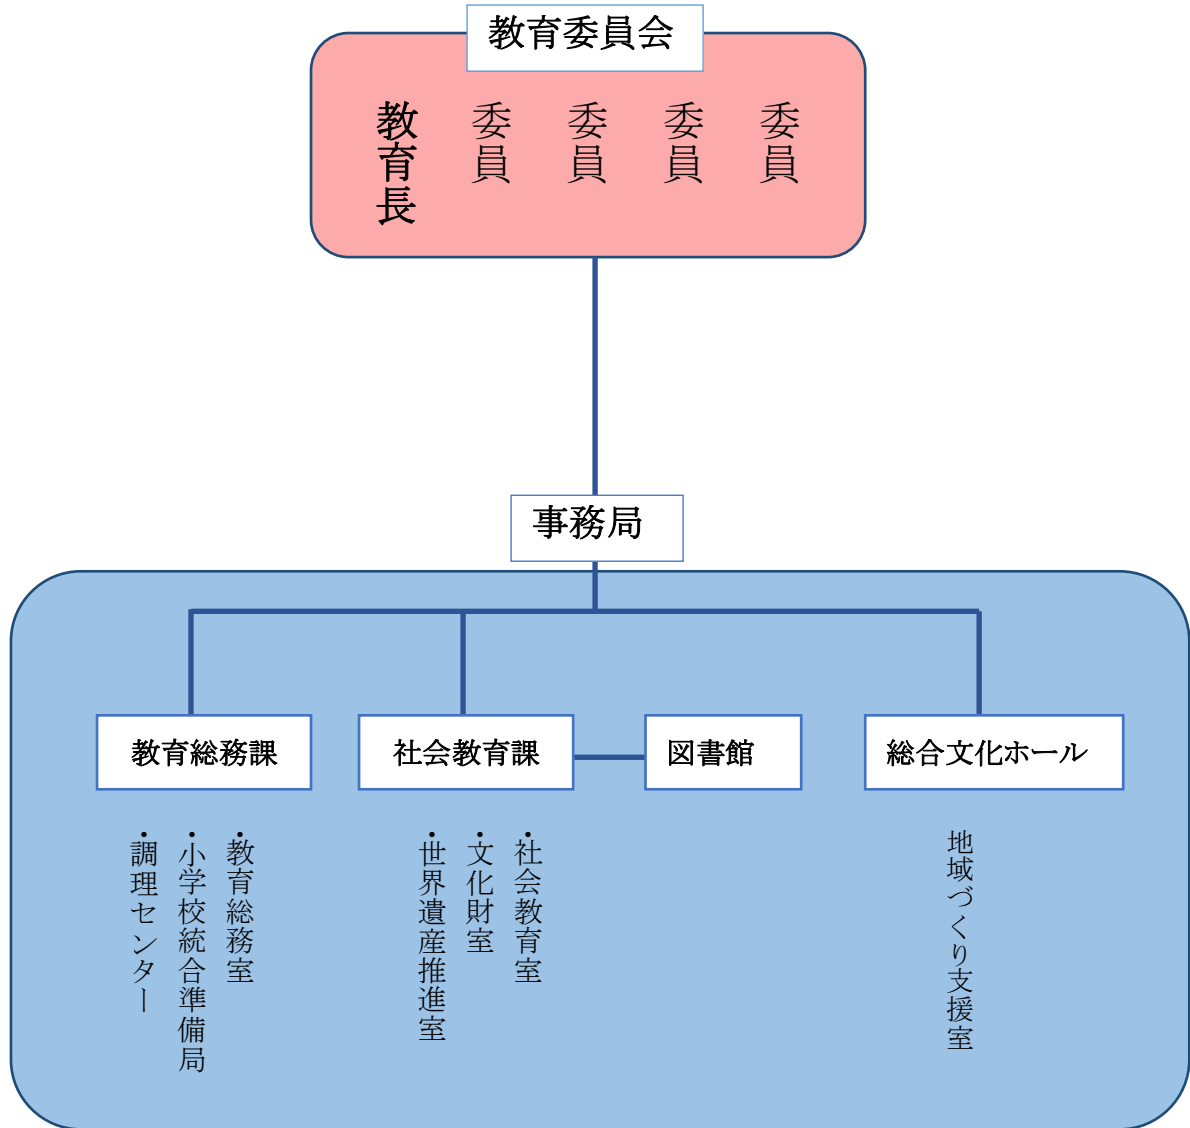 教育委員会
教育長
委員
委員
委員
委員
事務局
教育総務課
社会教育課
図書館
総合文化ホール
・教育総務室
・小学校統合準備局
・調理センター
・社会教育室
・文化財室
・世界遺産推進室
地域づくり支援室